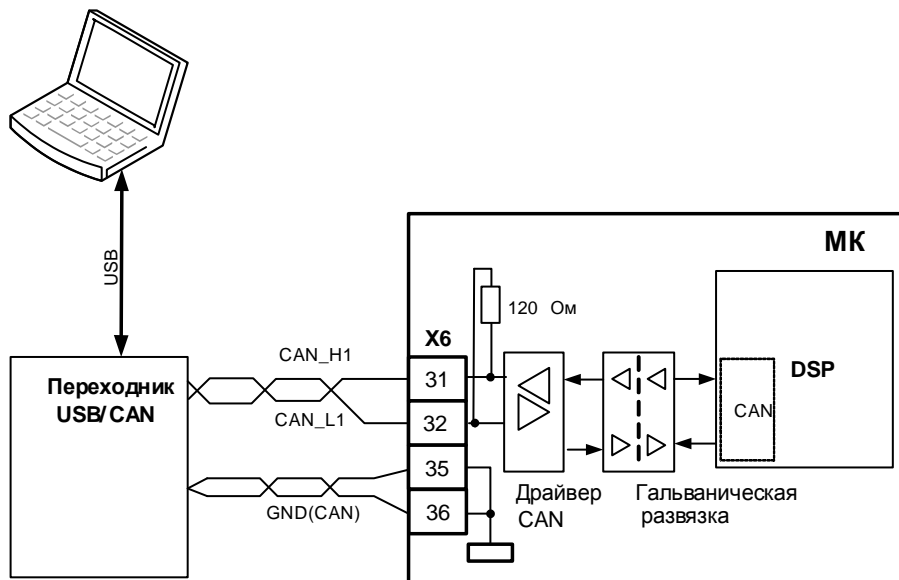 USB
МК
120 Ом
X6
CAN_H1
31
DSP
Переходник
USB/CAN
CAN
CAN_L1
32
35
Драйвер
CAN
Гальваническая
развязка
GND(CAN)
36